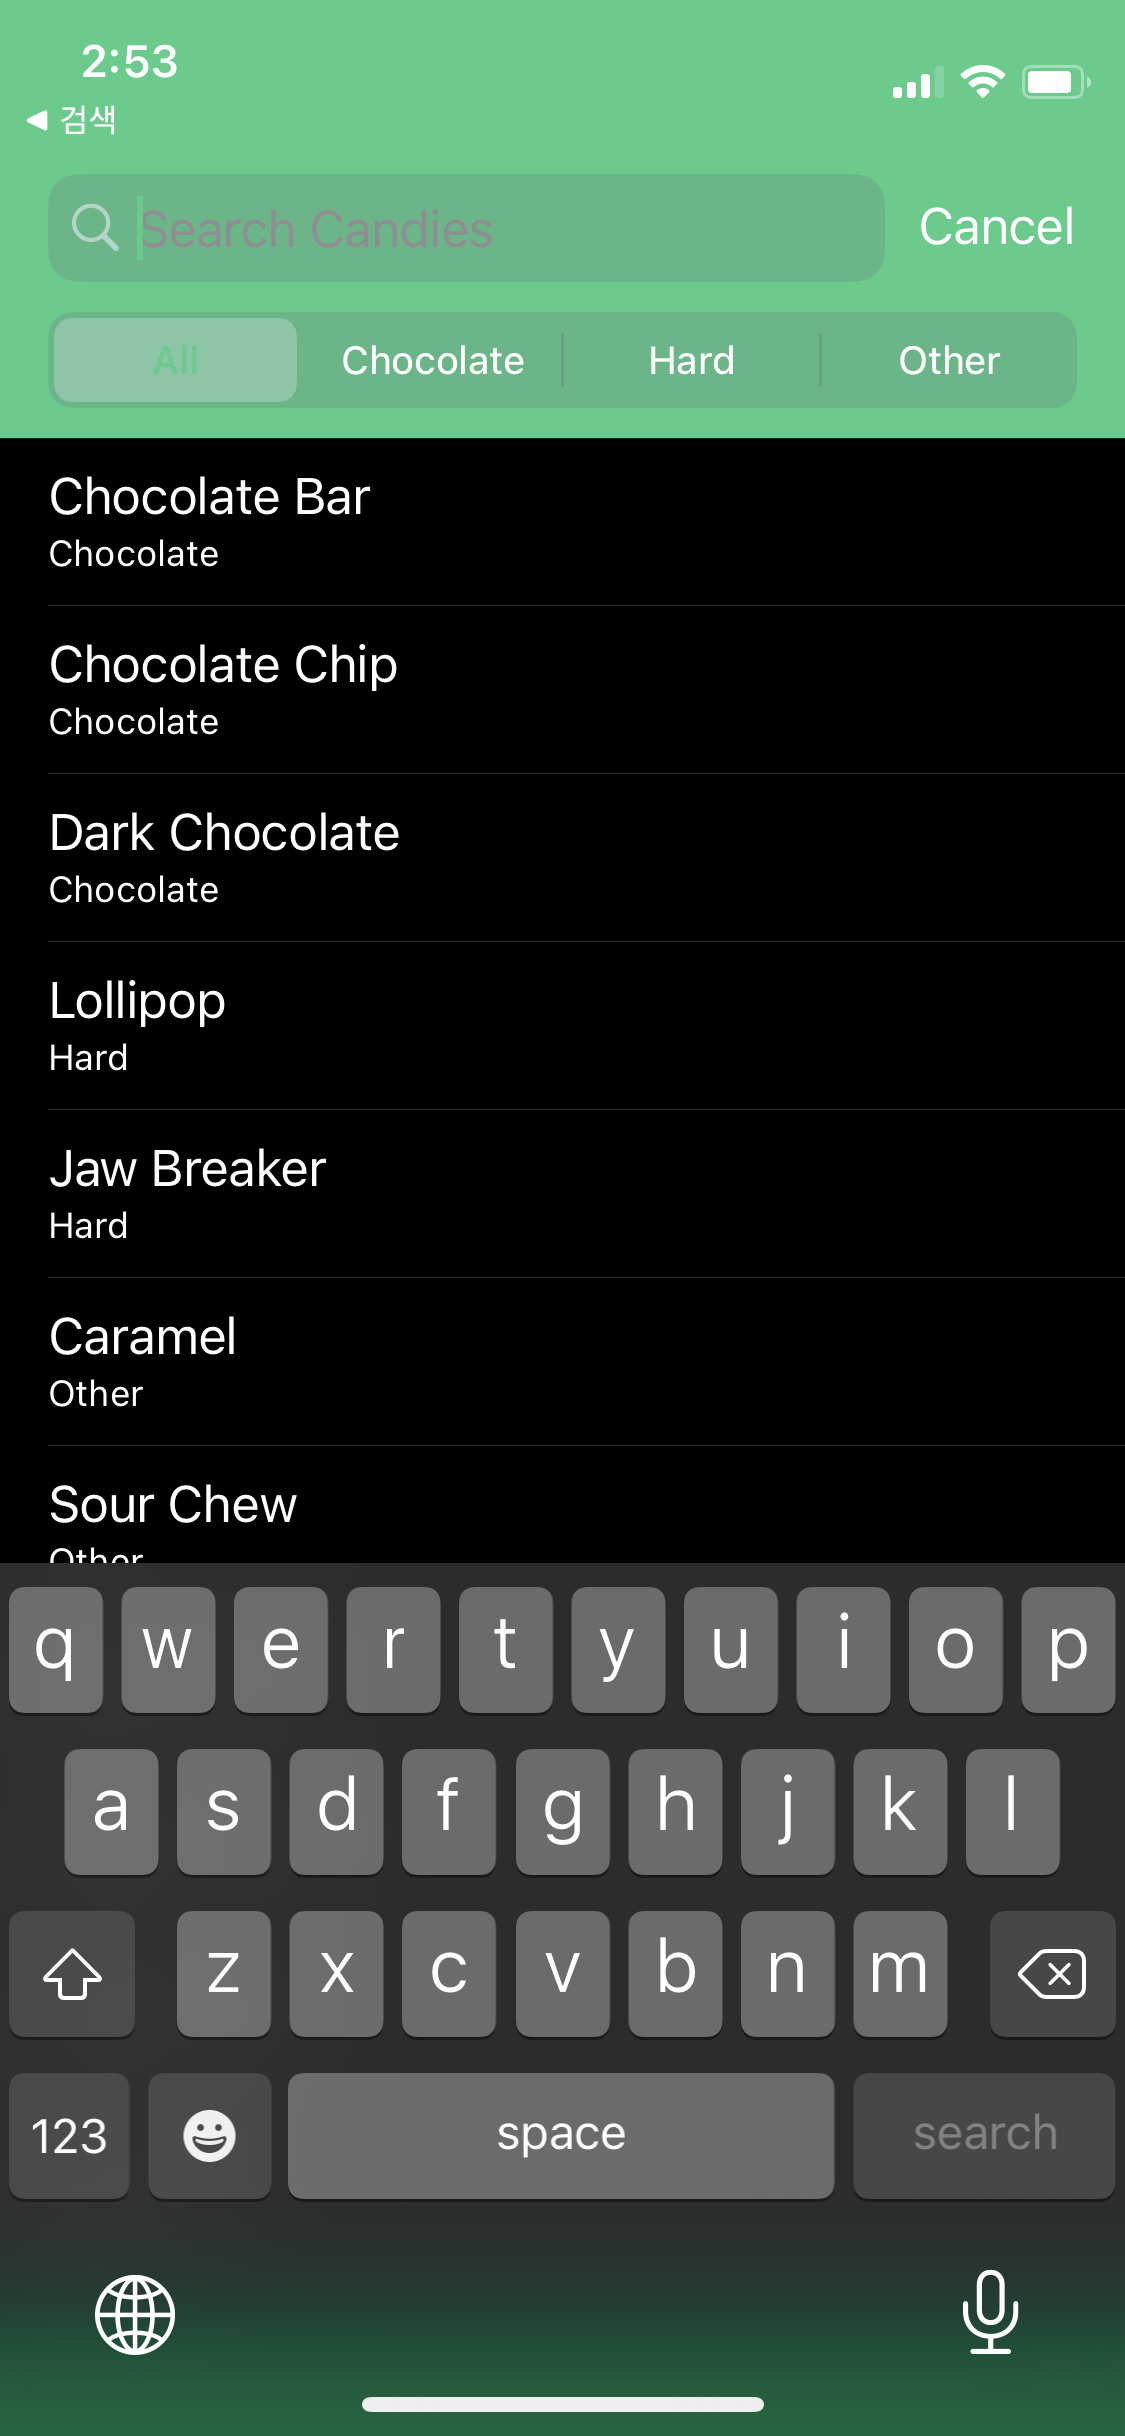 2:53
◀ 검색
Search Candies
Cancel
All Chocolate Hard Other
Chocolate Bar
Chocolate
Chocolate Chip
Chocolate
Dark Chocolate
Chocolate
Lollipop
Hard
Jaw Breaker
Hard
Caramel
Other
Sour Chew
Other
q w e r t y u i o p
a s d f g h j k l
z x c v b n m
123 space search